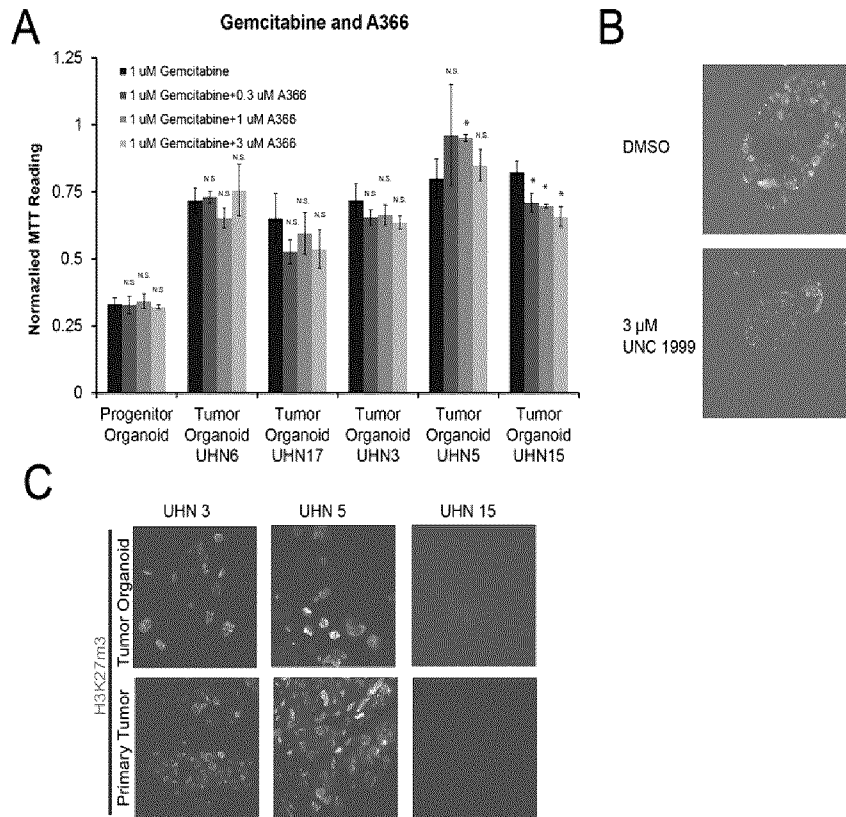 A
Gemcitabine and A366
B
1.25
1
0.75
0.5
0.25
0
Normazlied MTT Reading
1 uM Gemcitabine
1 uM Gemcitabine+0.3 uM A366
1 uM Gemcitabine+1 uM A366
1 uM Gemcitabine+3 uM A366
N.S.
N.S.
N.S.
N.S.
N.S.
N.S.
N.S.
N.S.
N.S.
N.S.
N.S.
N.S.
N.S.
*
N.S.
*
*
*
Progenitor
Organoid
Tumor
Organoid
UHN6
Tumor
Organoid
UHN17
Tumor
Organoid
UHN3
Tumor
Organoid
UHN5
Tumor
Organoid
UHN15
DMSO
3 µM
UNC 1999
C
UHN 3
UHN 5
UHN 15
H3K27m3
Tumor Organoid
Primary Tumor